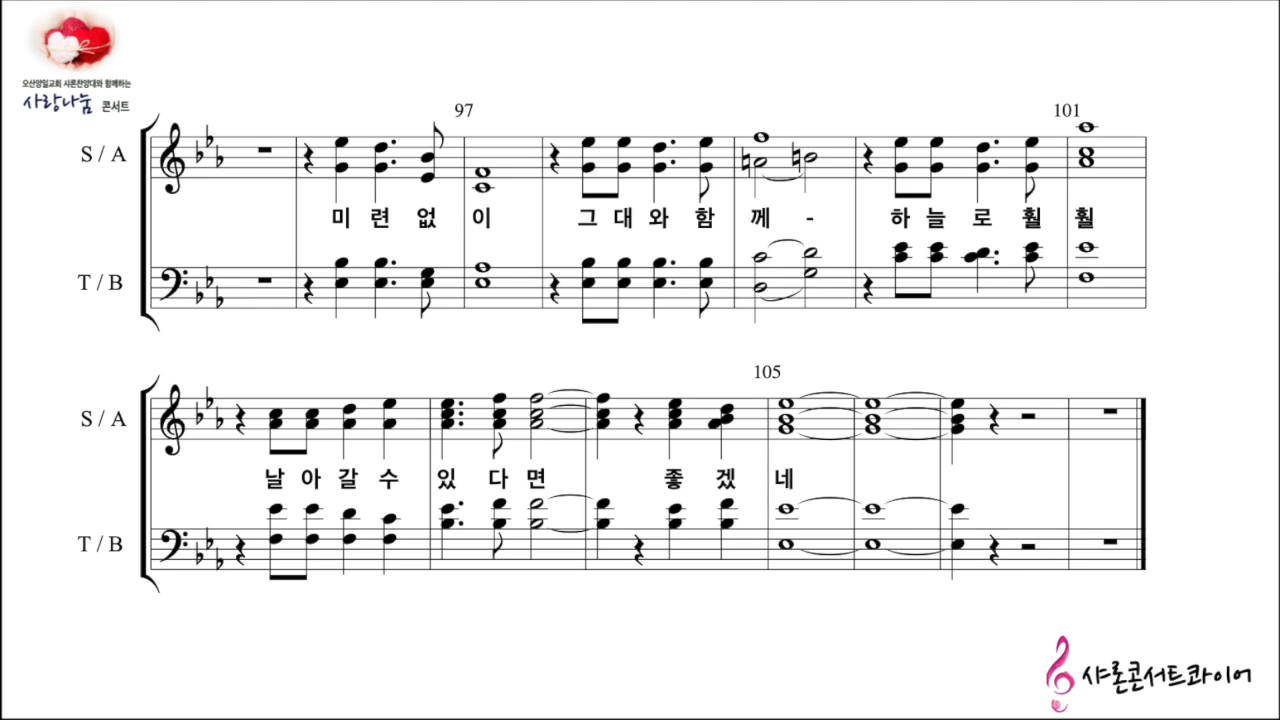 오산양일교회 샤론찬양대와 함께하는
사랑나눔 콘서트
97
101
S / A
미 련 없 이 그 대 와 함 께 - 하 늘 로 훨 훨
T / B
105
S / A
날 아 갈 수 있 다 면 좋 겠 네
T / B
샤론콘서트콰이어